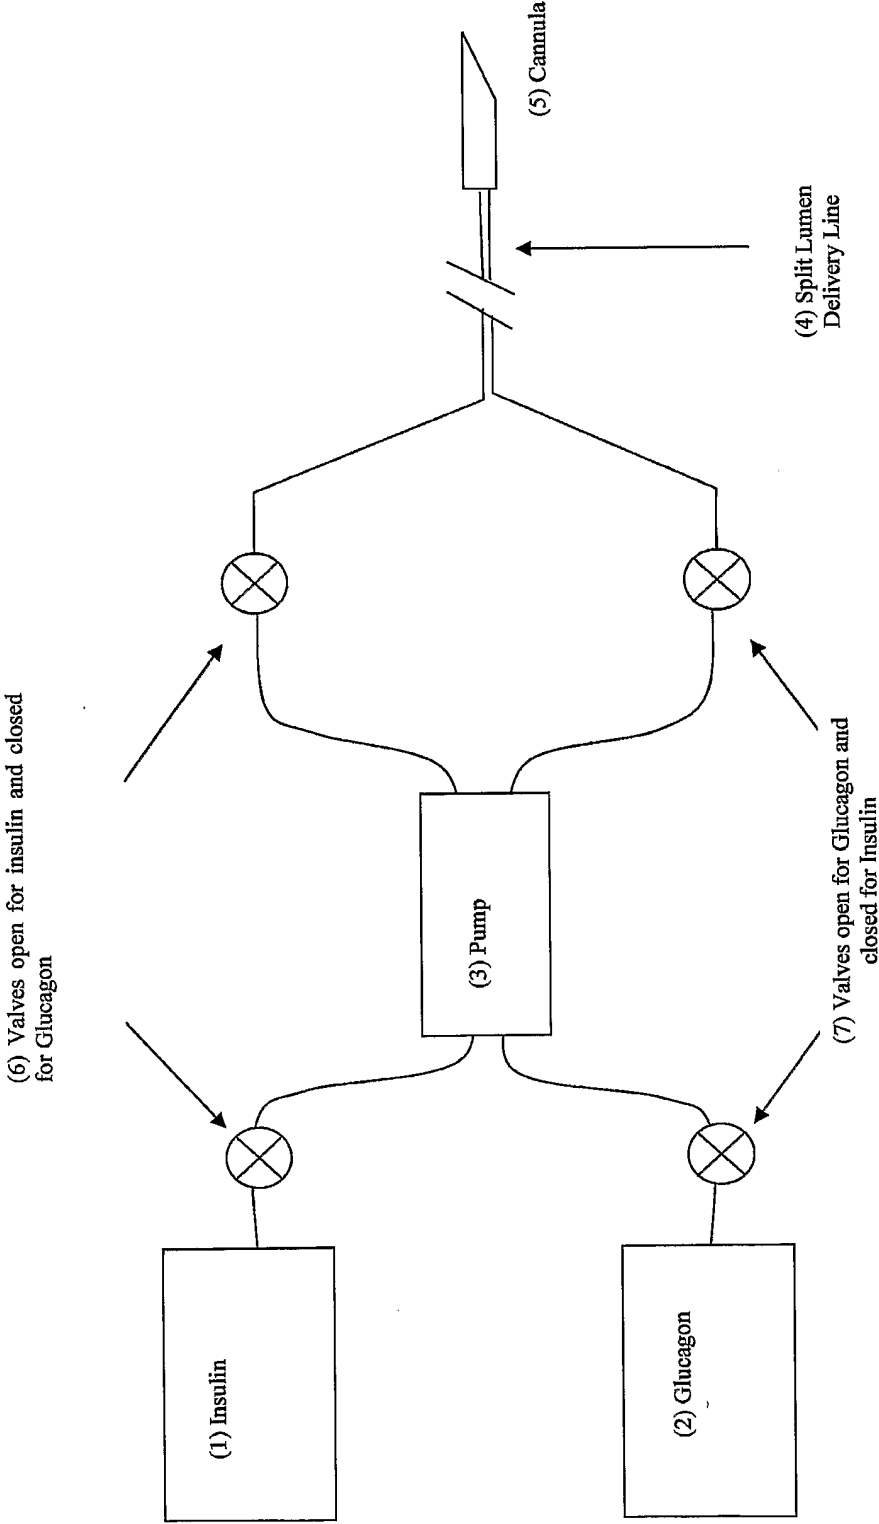 (6) Valves open for insulin and closed
for Glucagon
(1) Insulin
(3) Pump
(5) Cannula
(2) Glucagon
(4) Split Lumen
Delivery Line
(7) Valves open for Glucagon and
closed for Insulin